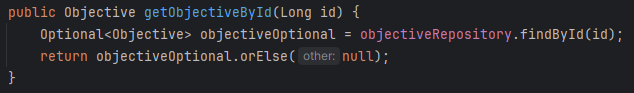 public Objective getObjectiveById(Long id) {
    Optional<Objective> objectiveOptional = objectiveRepository.findById(id);
    return objectiveOptional.orElse( other: null);
}